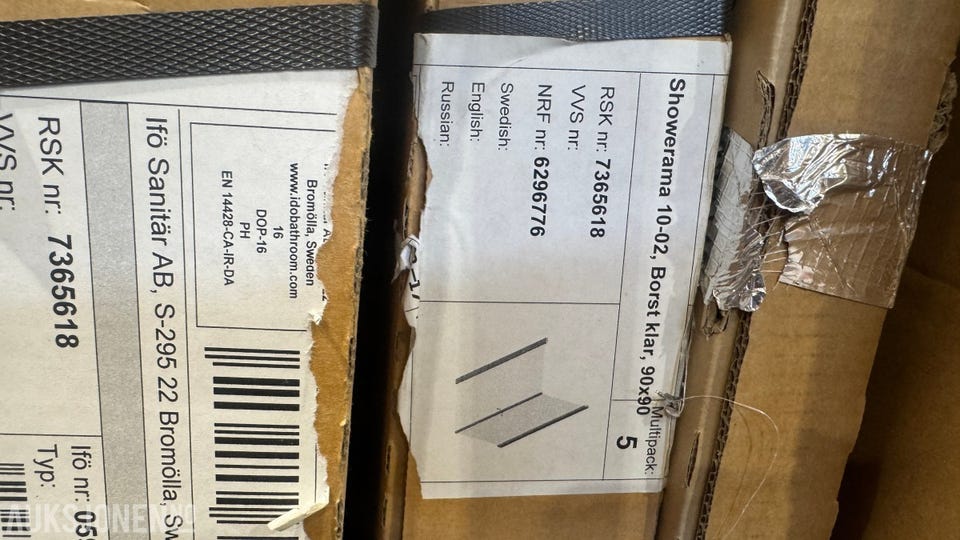 Showerama 10-02, Borst klar, 90x90
Multipack:
5
RSK nr: 7365618
VVS nr:
NRF nr: 6296776
Swedish:
English:
Russian:
Bromölla, Sweden
www.idobathroom.com
16
DOP-16
PH
EN 14428-CA-IR-DA
Ifö Sanitär AB, S-295 22 Bromölla, Sw
RSK nr: 7365618
VVS nr:
Ifö nr: 059
Typ: